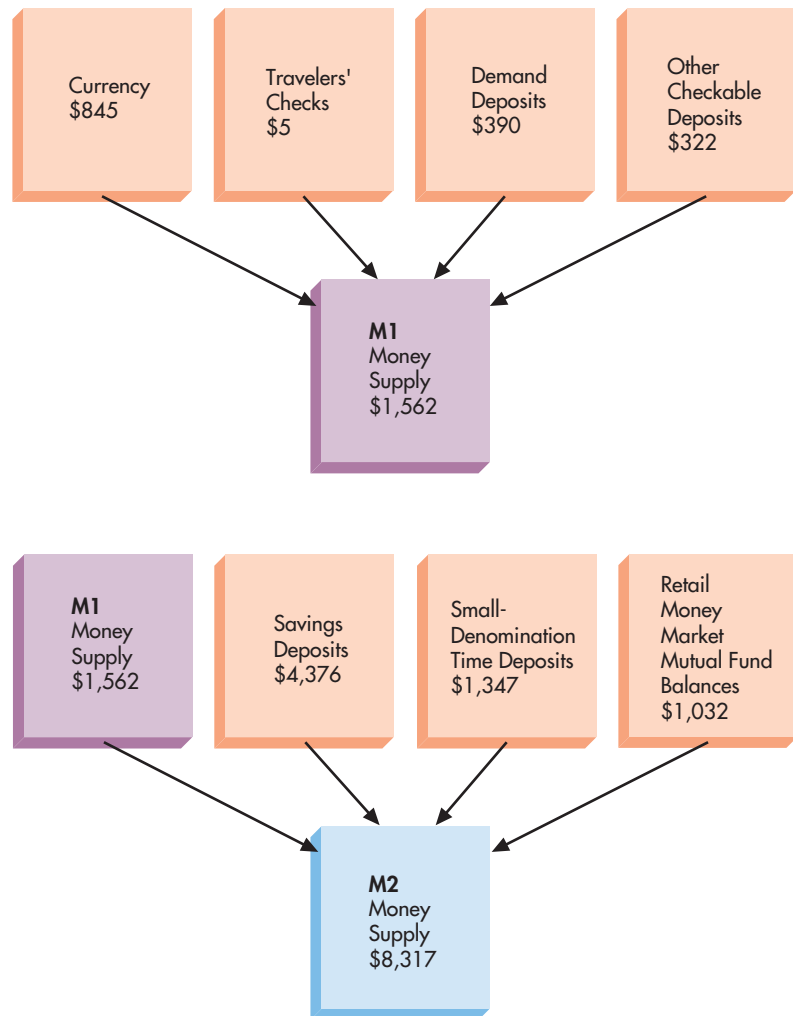 Currency
$845
Travelers'
Checks
$5
Demand
Deposits
$390
Other
Checkable
Deposits
$322
M1
Money
Supply
$1,562
M1
Money
Supply
$1,562
Savings
Deposits
$4,376
Small-
Denomination
Time Deposits
$1,347
Retail
Money
Market
Mutual Fund
Balances
$1,032
M2
Money
Supply
$8,317